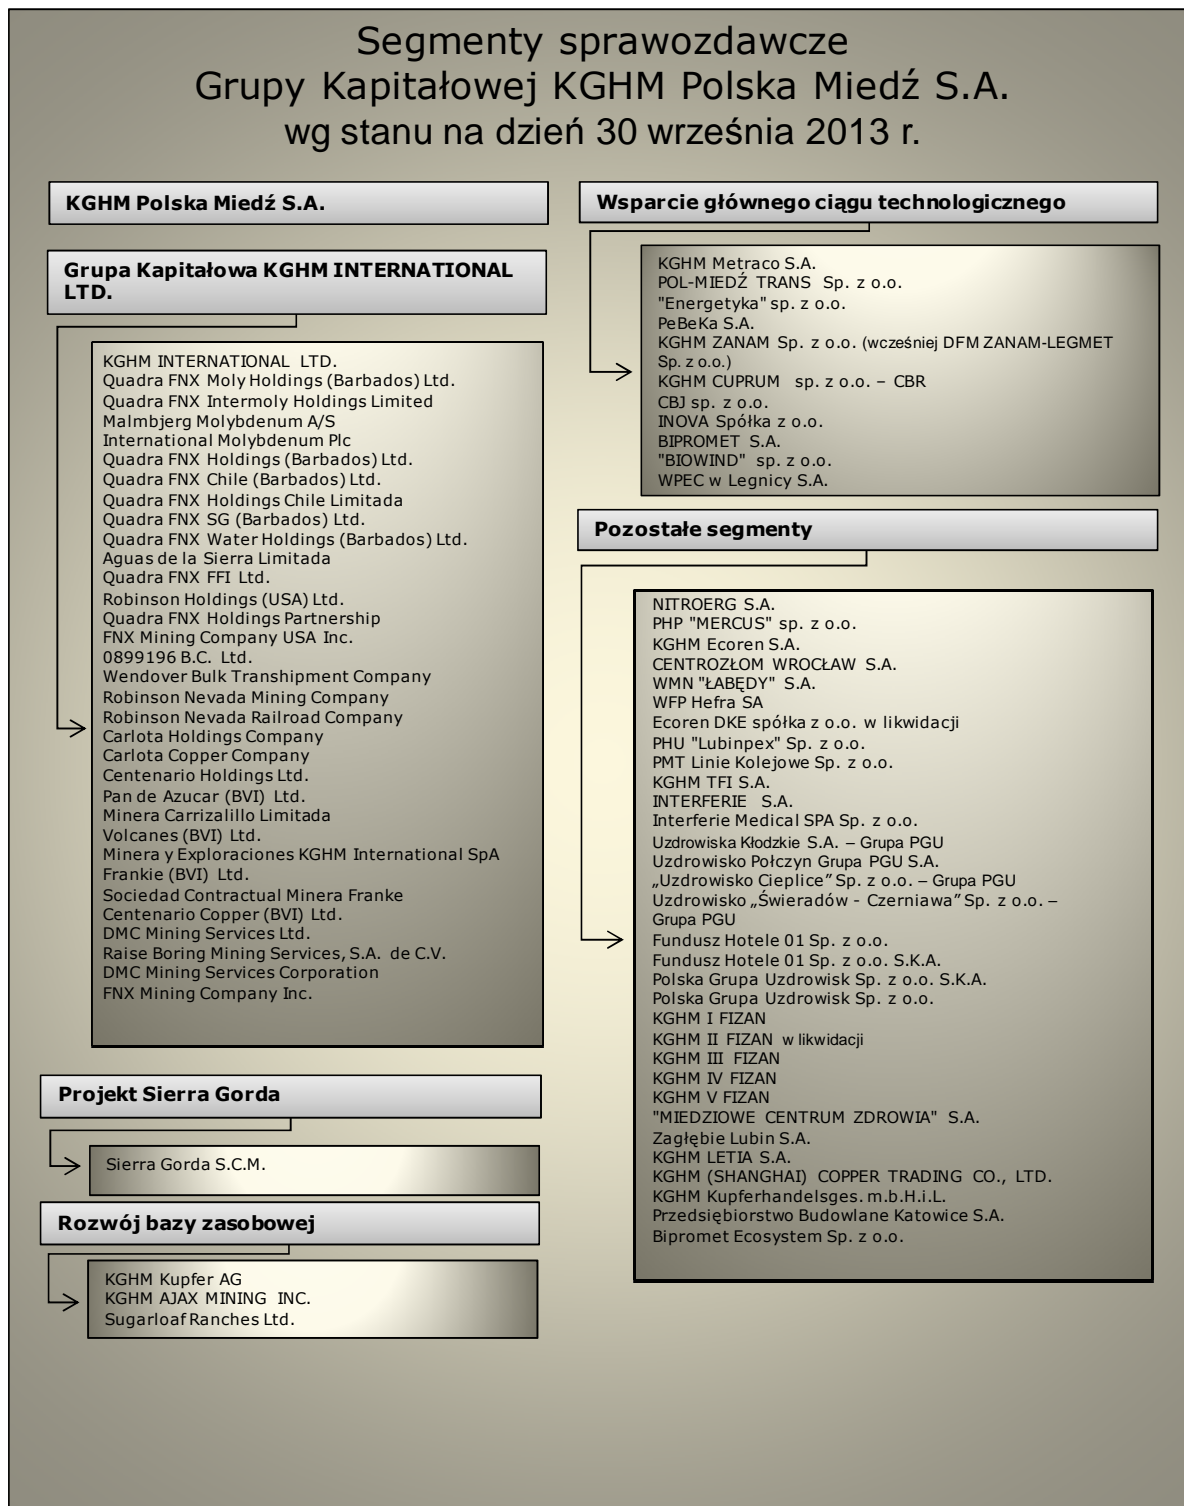 Segmenty sprawozdawcze
Grupy Kapitałowej KGHM Polska Miedź S.A.
wg stanu na dzień 30 września 2013 r.
KGHM Polska Miedź S.A.
Grupa Kapitałowa KGHM INTERNATIONAL
LTD.
KGHM INTERNATIONAL LTD.
Quadra FNX Moly Holdings (Barbados) Ltd.
Quadra FNX Intermoly Holdings Limited
Malmbjerg Molybdenum A/S
International Molybdenum Plc
Quadra FNX Holdings (Barbados) Ltd.
Quadra FNX Chile (Barbados) Ltd.
Quadra FNX Holdings Chile Limitada
Quadra FNX SG (Barbados) Ltd.
Quadra FNX Water Holdings (Barbados) Ltd.
Aguas de la Sierra Limitada
Quadra FNX FFI Ltd.
Robinson Holdings (USA) Ltd.
Quadra FNX Holdings Partnership
FNX Mining Company USA Inc.
0899196 B.C. Ltd.
Wendover Bulk Transhipment Company
Robinson Nevada Mining Company
Robinson Nevada Railroad Company
Carlota Holdings Company
Carlota Copper Company
Centenario Holdings Ltd.
Pan de Azucar (BVI) Ltd.
Minera Carrizalillo Limitada
Volcanes (BVI) Ltd.
Minera y Exploraciones KGHM International SpA
Frankie (BVI) Ltd.
Sociedad Contractual Minera Franke
Centenario Copper (BVI) Ltd.
DMC Mining Services Ltd.
Raise Boring Mining Services, S.A. de C.V.
DMC Mining Services Corporation
FNX Mining Company Inc.
Projekt Sierra Gorda
Sierra Gorda S.C.M.
Rozwój bazy zasobowej
KGHM Kupfer AG
KGHM AJAX MINING INC.
Sugarloaf Ranches Ltd.
Wsparcie głównego ciągu technologicznego
KGHM Metraco S.A.
POL-MIEDŹ TRANS Sp. z o.o.
"Energetyka" sp. z o.o.
PeBeKa S.A.
KGHM ZANAM Sp. z o.o. (wcześniej DFM ZANAM-LEGMET
Sp. z o.o.)
KGHM CUPRUM sp. z o.o. – CBR
CBJ sp. z o.o.
INOVA Spółka z o.o.
BIPROMET S.A.
"BIOWIND" sp. z o.o.
WPEC w Legnicy S.A.
Pozostałe segmenty
NITROERG S.A.
PHP "MERCUS" sp. z o.o.
KGHM Ecoren S.A.
CENTROZŁOM WROCŁAW S.A.
WMN "ŁABĘDY" S.A.
WFP Hefra SA
Ecoren DKE spółka z o.o. w likwidacji
PHU "Lubinpex" Sp. z o.o.
PMT Linie Kolejowe Sp. z o.o.
KGHM TFI S.A.
INTERFERIE S.A.
Interferie Medical SPA Sp. z o.o.
Uzdrowiska Kłodzkie S.A. – Grupa PGU
Uzdrowisko Połczyn Grupa PGU S.A.
„Uzdrowisko Cieplice” Sp. z o.o. – Grupa PGU
Uzdrowisko „Świeradów - Czerniawa” Sp. z o.o. –
Grupa PGU
Fundusz Hotele 01 Sp. z o.o.
Fundusz Hotele 01 Sp. z o.o. S.K.A.
Polska Grupa Uzdrowisk Sp. z o.o. S.K.A.
Polska Grupa Uzdrowisk Sp. z o.o.
KGHM I FIZAN
KGHM II FIZAN w likwidacji
KGHM III FIZAN
KGHM IV FIZAN
KGHM V FIZAN
"MIEDZIOWE CENTRUM ZDROWIA" S.A.
Zagłębie Lubin S.A.
KGHM LETIA S.A.
KGHM (SHANGHAI) COPPER TRADING CO., LTD.
KGHM Kupferhandelsges. m.b.H.i.L.
Przedsiębiorstwo Budowlane Katowice S.A.
Bipromet Ecosystem Sp. z o.o.